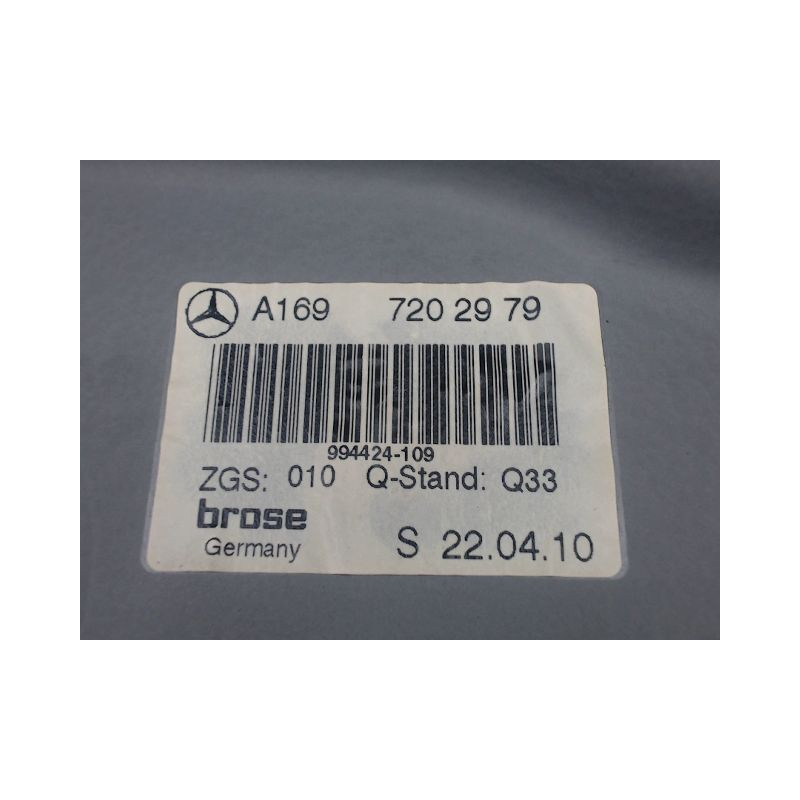 A169 720 29 79
994424-109
ZGS: 010 Q-Stand: Q33
brose
Germany S 22.04.10